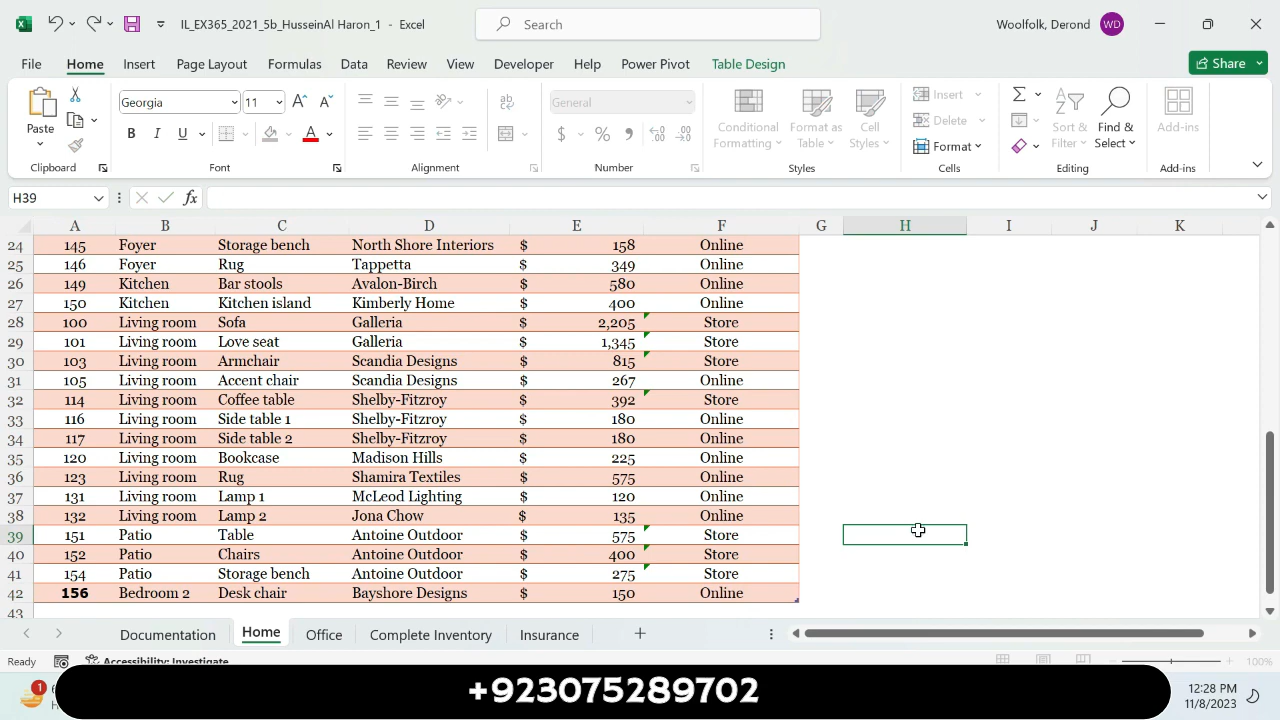 IL_EX365_2021_5b_HusseinAl Haron_1 - Excel
Search
Woolfolk, Derond
WD
File Home Insert Page Layout Formulas Data Review View Developer Help Power Pivot Table Design
Share
Paste
Georgia 11
B I U
ab
General
$ % 9
Conditional Formatting
Format as Table
Cell Styles
Insert
Delete
Format
Sort & Filter
Find & Select
Add-ins
Clipboard Font Alignment Number Styles Cells Editing Add-ins
H39 fx
A B C D E F G H I J K
24 145 Foyer Storage bench North Shore Interiors $ 158 Online
25 146 Foyer Rug Tappetta $ 349 Online
26 149 Kitchen Bar stools Avalon-Birch $ 580 Online
27 150 Kitchen Kitchen island Kimberly Home $ 400 Online
28 100 Living room Sofa Galleria $ 2,205 Store
29 101 Living room Love seat Galleria $ 1,345 Store
30 103 Living room Armchair Scandia Designs $ 815 Store
31 105 Living room Accent chair Scandia Designs $ 267 Online
32 114 Living room Coffee table Shelby-Fitzroy $ 392 Store
33 116 Living room Side table 1 Shelby-Fitzroy $ 180 Online
34 117 Living room Side table 2 Shelby-Fitzroy $ 180 Online
35 120 Living room Bookcase Madison Hills $ 225 Online
36 123 Living room Rug Shamira Textiles $ 575 Online
37 131 Living room Lamp 1 McLeod Lighting $ 120 Online
38 132 Living room Lamp 2 Jona Chow $ 135 Online
39 151 Patio Table Antoine Outdoor $ 575 Store
40 152 Patio Chairs Antoine Outdoor $ 400 Store
41 154 Patio Storage bench Antoine Outdoor $ 275 Store
42 156 Bedroom 2 Desk chair Bayshore Designs $ 150 Online
43
Documentation Home Office Complete Inventory Insurance
Ready Accessibility: Investigate 100%
1
+923075289702
12:28 PM
11/8/2023